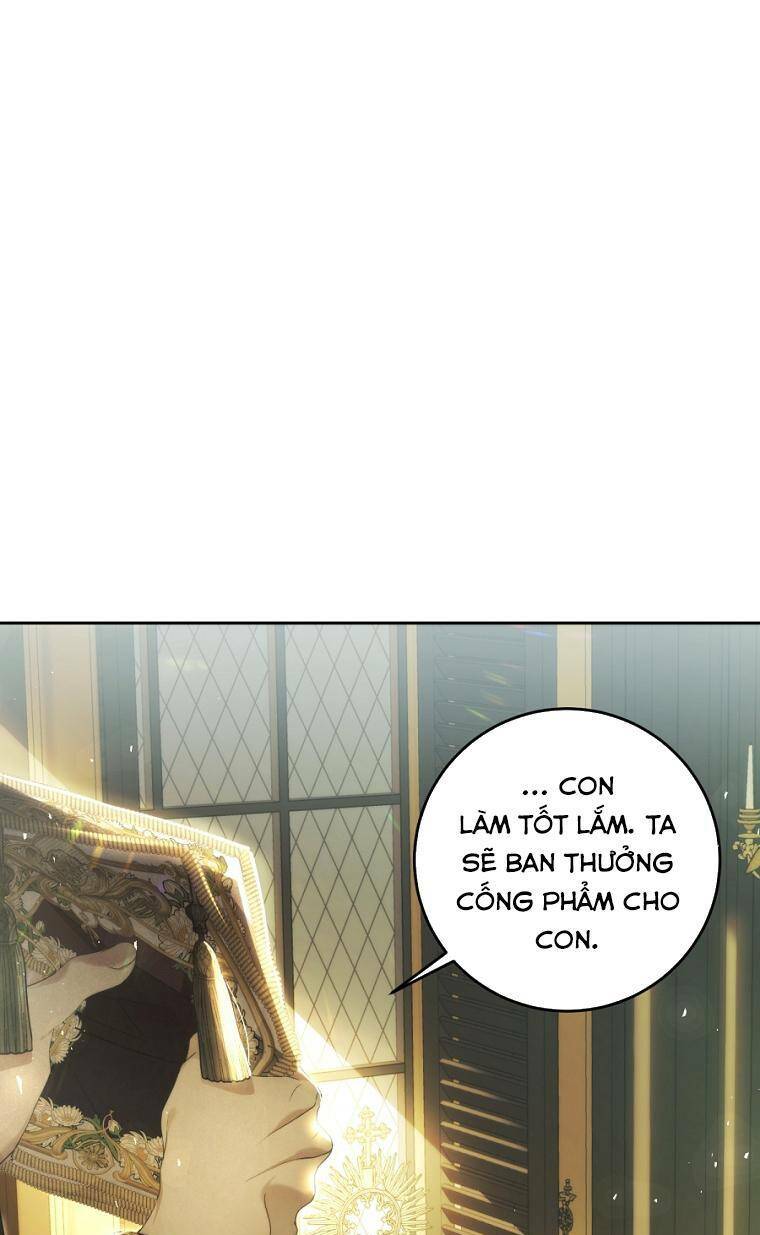 ... CON
LÀM TỐT LẮM. TA
SẼ BAN THƯỞNG
CỐNG PHẨM CHO
CON.